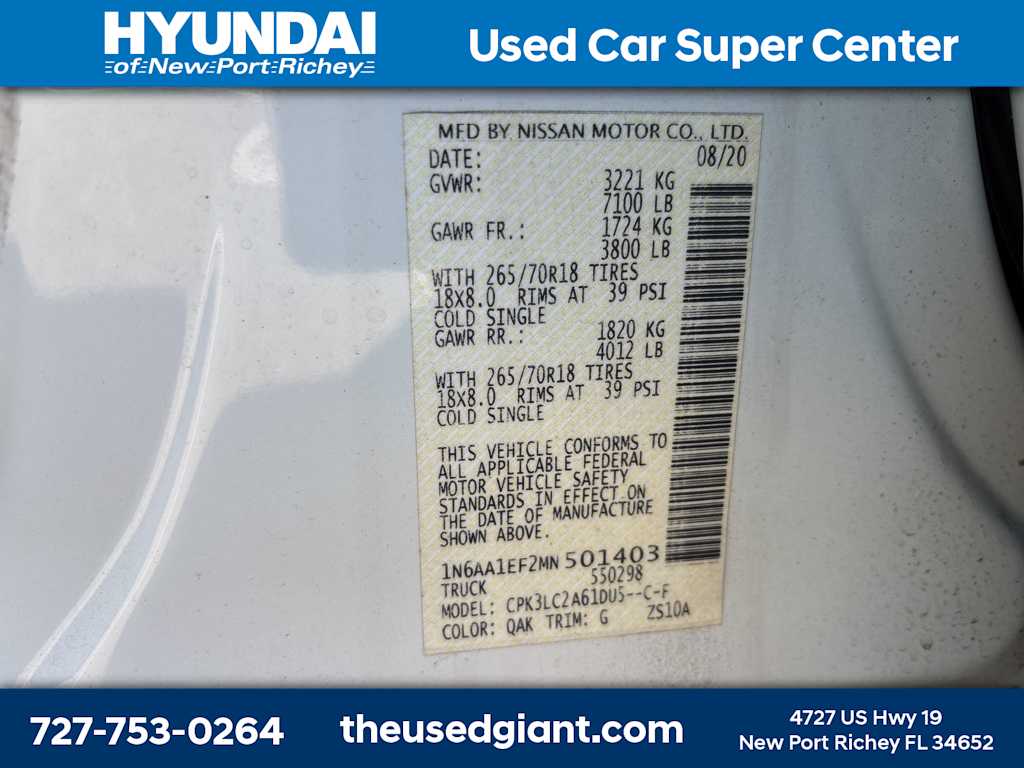 HYUNDAI
of New Port Richey
Used Car Super Center
MFD BY NISSAN MOTOR CO., LTD.
DATE: 08/20
GVWR: 3221 KG
7100 LB
GAWR FR.: 1724 KG
3800 LB
WITH 265/70R18 TIRES
18X8.0 RIMS AT 39 PSI
COLD SINGLE
GAWR RR.: 1820 KG
4012 LB
WITH 265/70R18 TIRES
18X8.0 RIMS AT 39 PSI
COLD SINGLE
THIS VEHICLE CONFORMS TO
ALL APPLICABLE FEDERAL
MOTOR VEHICLE SAFETY
STANDARDS IN EFFECT ON
THE DATE OF MANUFACTURE
SHOWN ABOVE.
1N6AA1EF2MN501403
TRUCK 550298
MODEL: CPK3LC2A61DU5--C-F
COLOR: QAK TRIM: G ZS10A
727-753-0264
theusedgiant.com
4727 US Hwy 19
New Port Richey FL 34652